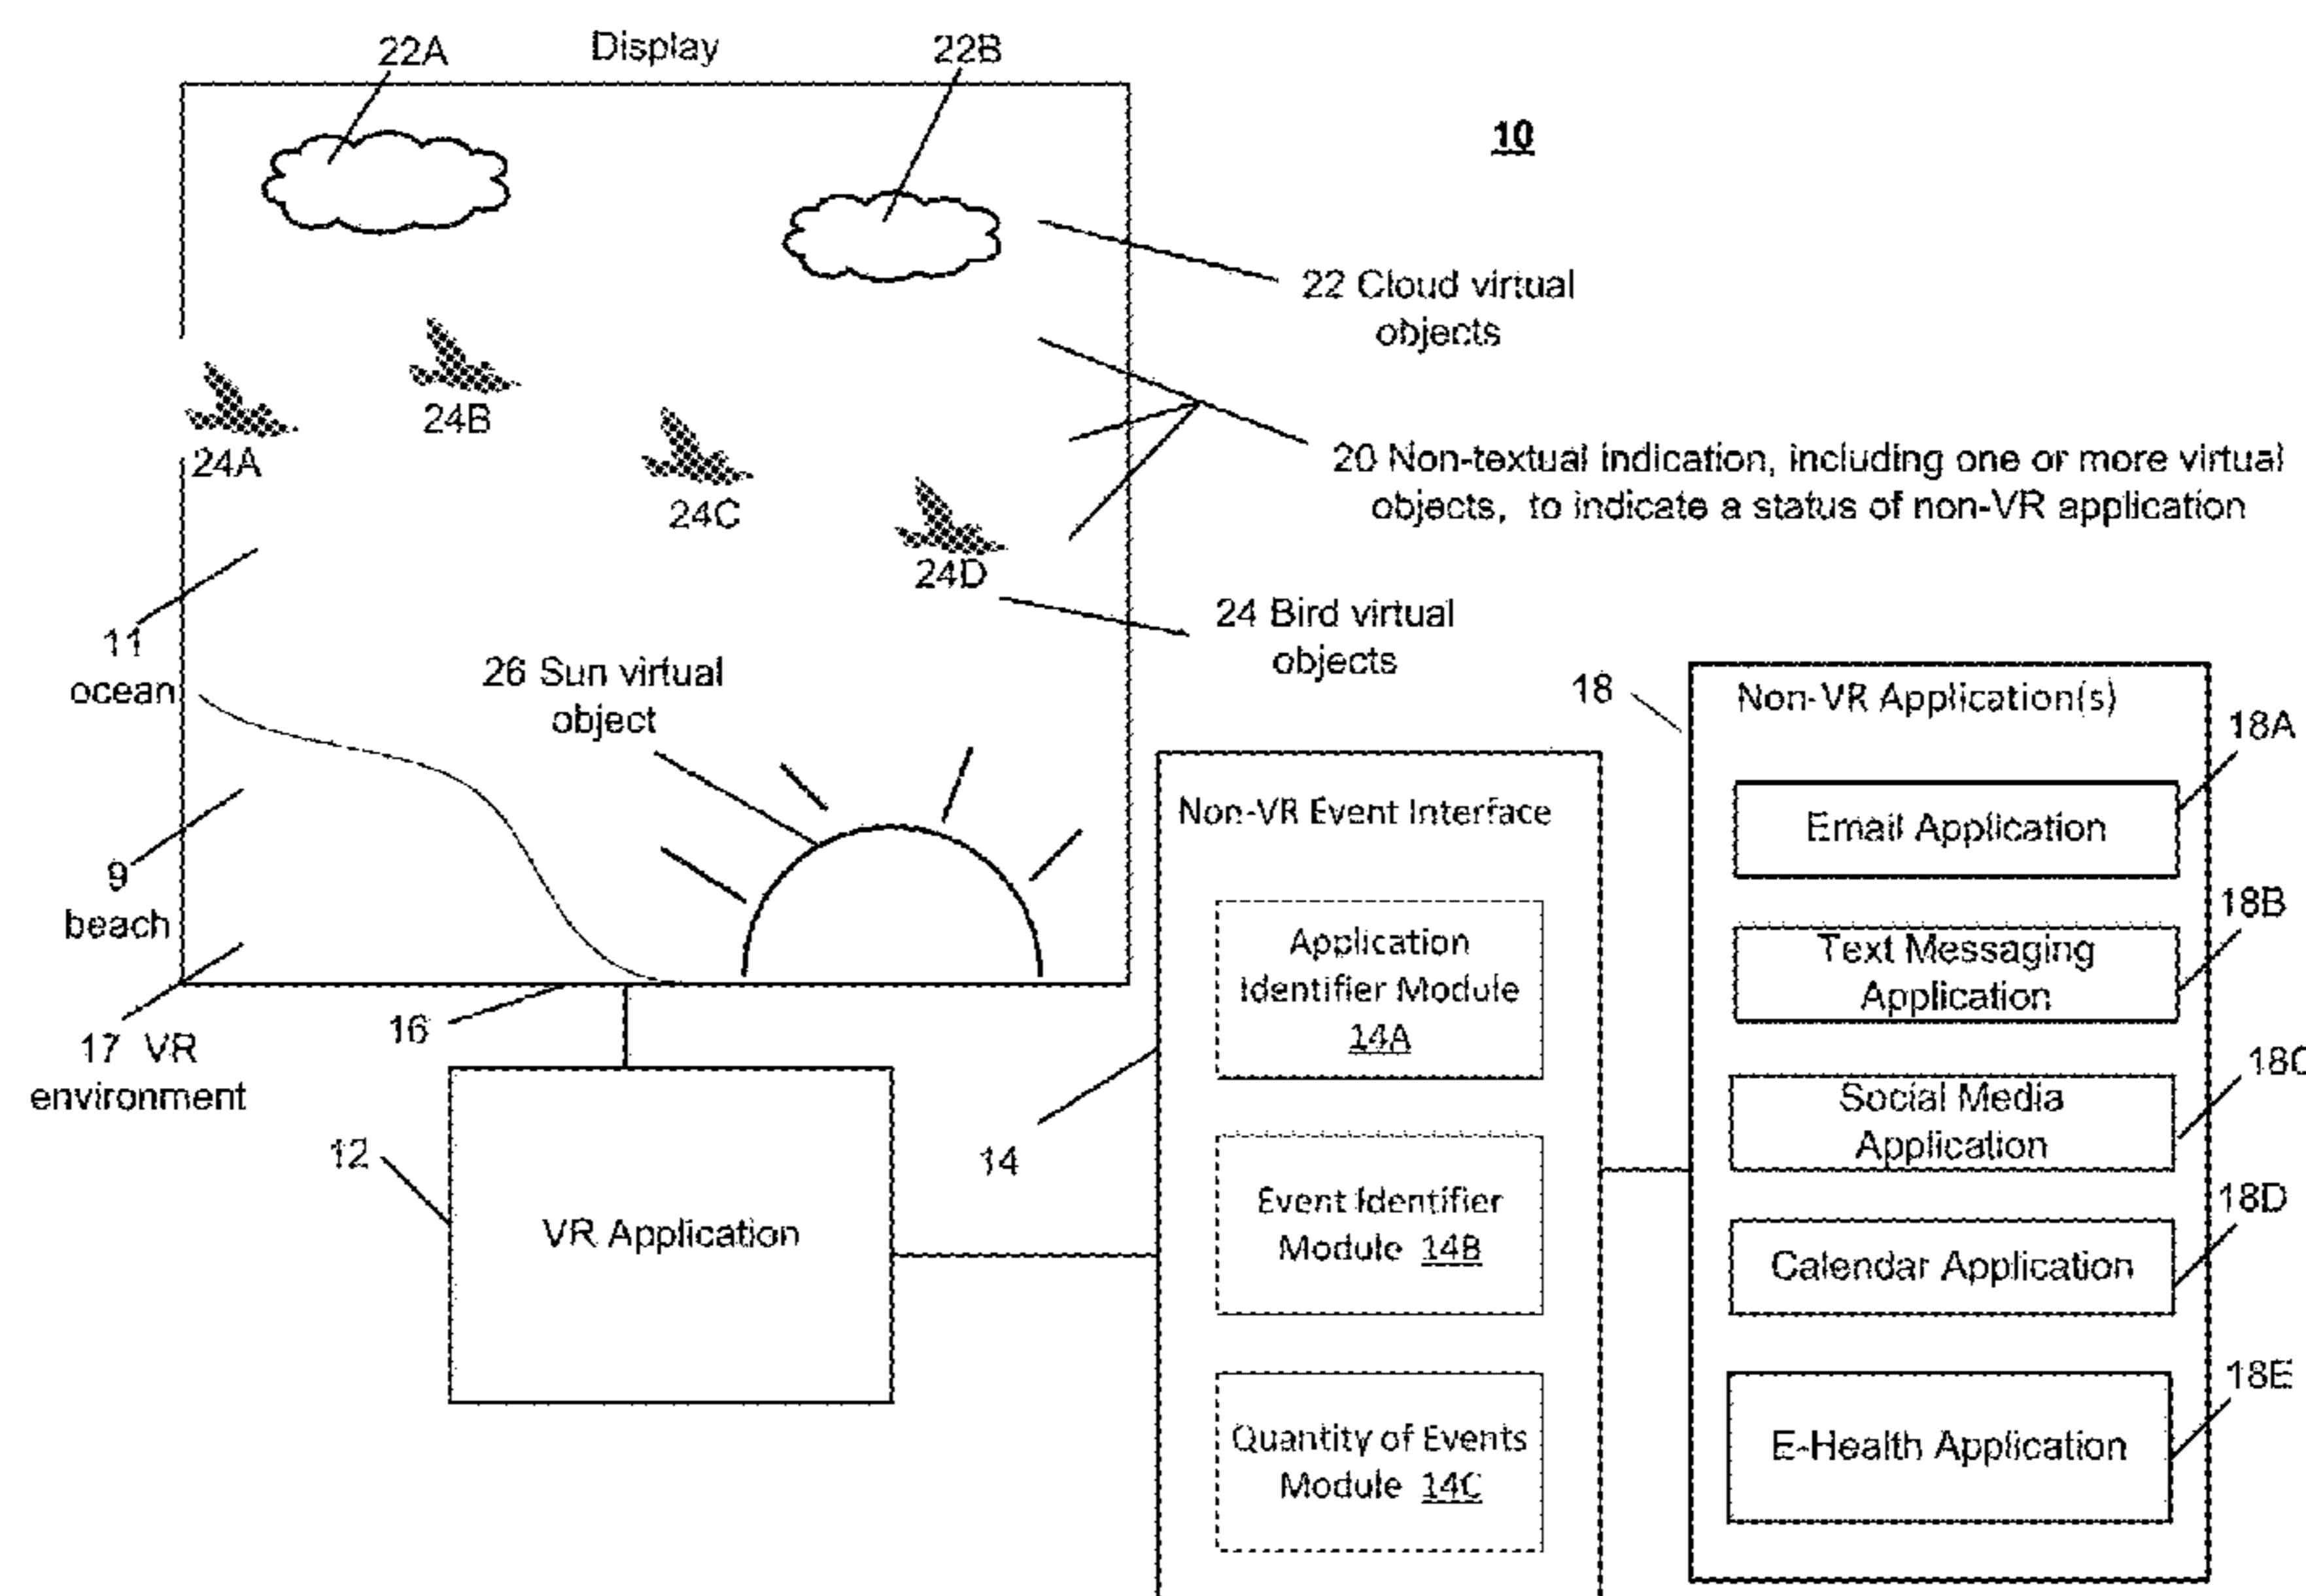 22A
Display
22B
10
22 Cloud virtual
objects
24A
24B
24C
24D
20 Non-textual indication, including one or more virtual
objects, to indicate a status of non-VR application
24 Bird virtual
objects
11
ocean
26 Sun virtual
object
9
beach
17 VR
environment
16
12
VR Application
14
Non-VR Event Interface
Application
Identifier Module
14A
Event Identifier
Module 14B
Quantity of Events
Module 14C
18
Non-VR Application(s)
18A
Email Application
18B
Text Messaging
Application
18C
Social Media
Application
18D
Calendar Application
18E
E-Health Application